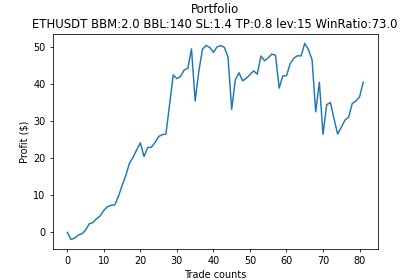 Portfolio
ETHUSDT BBM:2.0 BBL:140 SL:1.4 TP:0.8 lev:15 WinRatio:73.0
50
40
30
20
10
0
Profit ($)
0 10 20 30 40 50 60 70 80
Trade counts